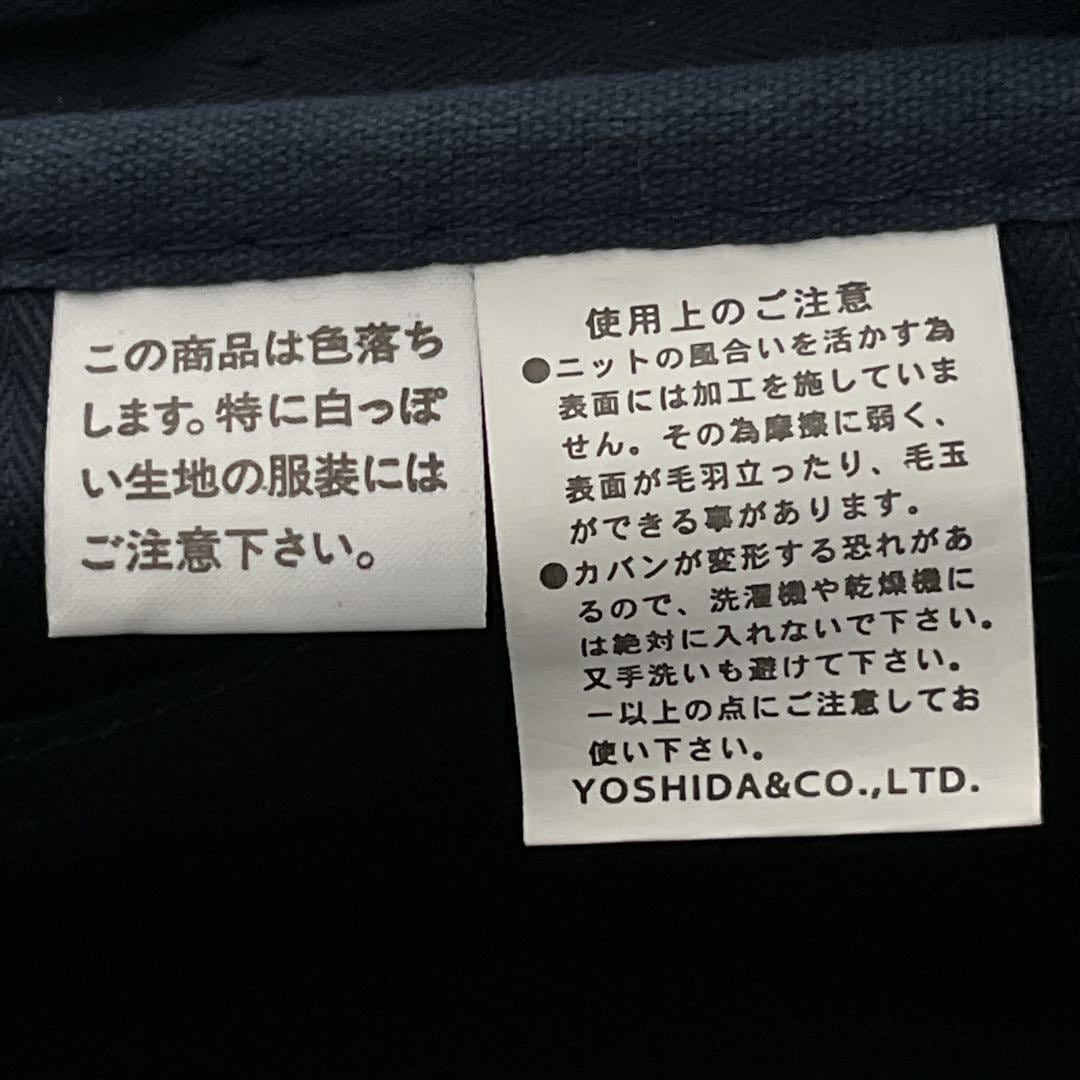 この商品は色落ち
します。特に白っぽ
い生地の服装には
ご注意下さい。
使用上のご注意
●ニットの風合いを活かす為
表面には加工を施していま
せん。その為摩擦に弱く、
表面が毛羽立ったり、毛玉
ができる事があります。
●カバンが変形する恐れがあ
るので、洗濯機や乾燥機に
は絶対に入れないで下さい。
又手洗いも避けて下さい。
一以上の点にご注意してお
使い下さい。
YOSHIDA&CO.,LTD.